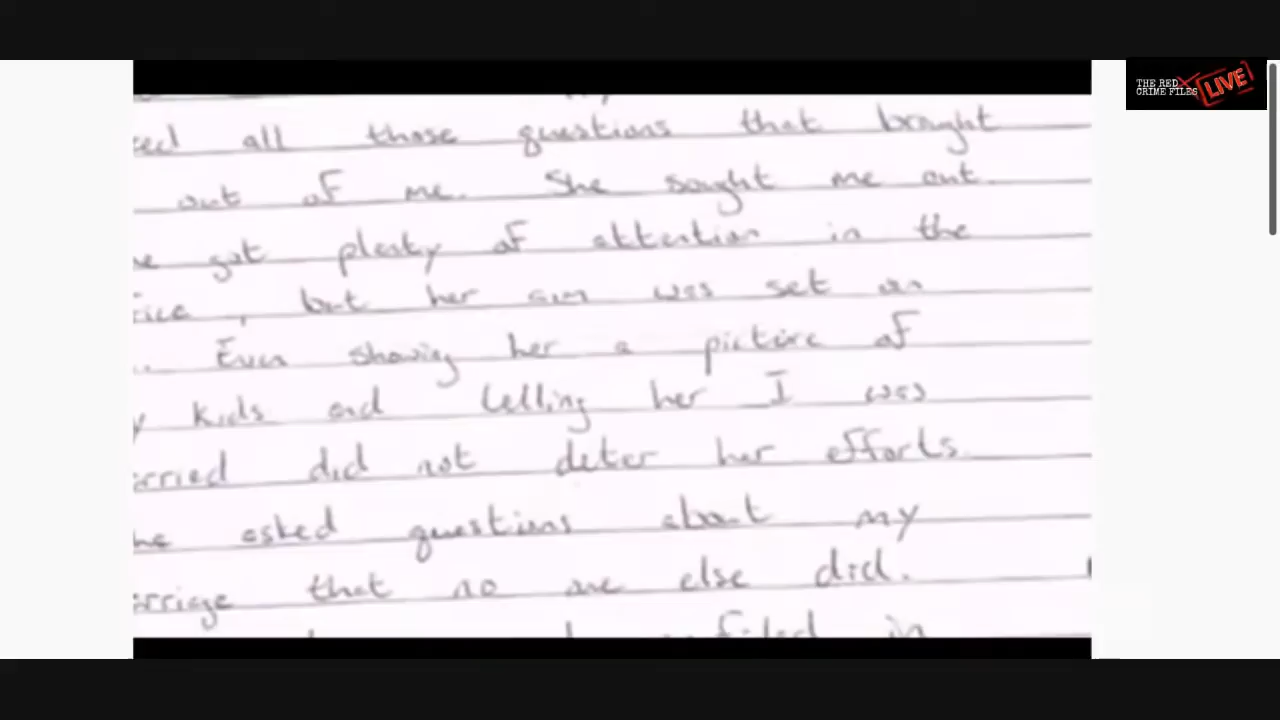 THE RED
CRIME FILES LIVE
all those questions that brought
out of me. She sought me out.
got plenty of attention in the
, but her aim was set on
Even showing her a picture of
kids and telling her I was
did not deter her efforts
asked questions about my
that no one else did.
in